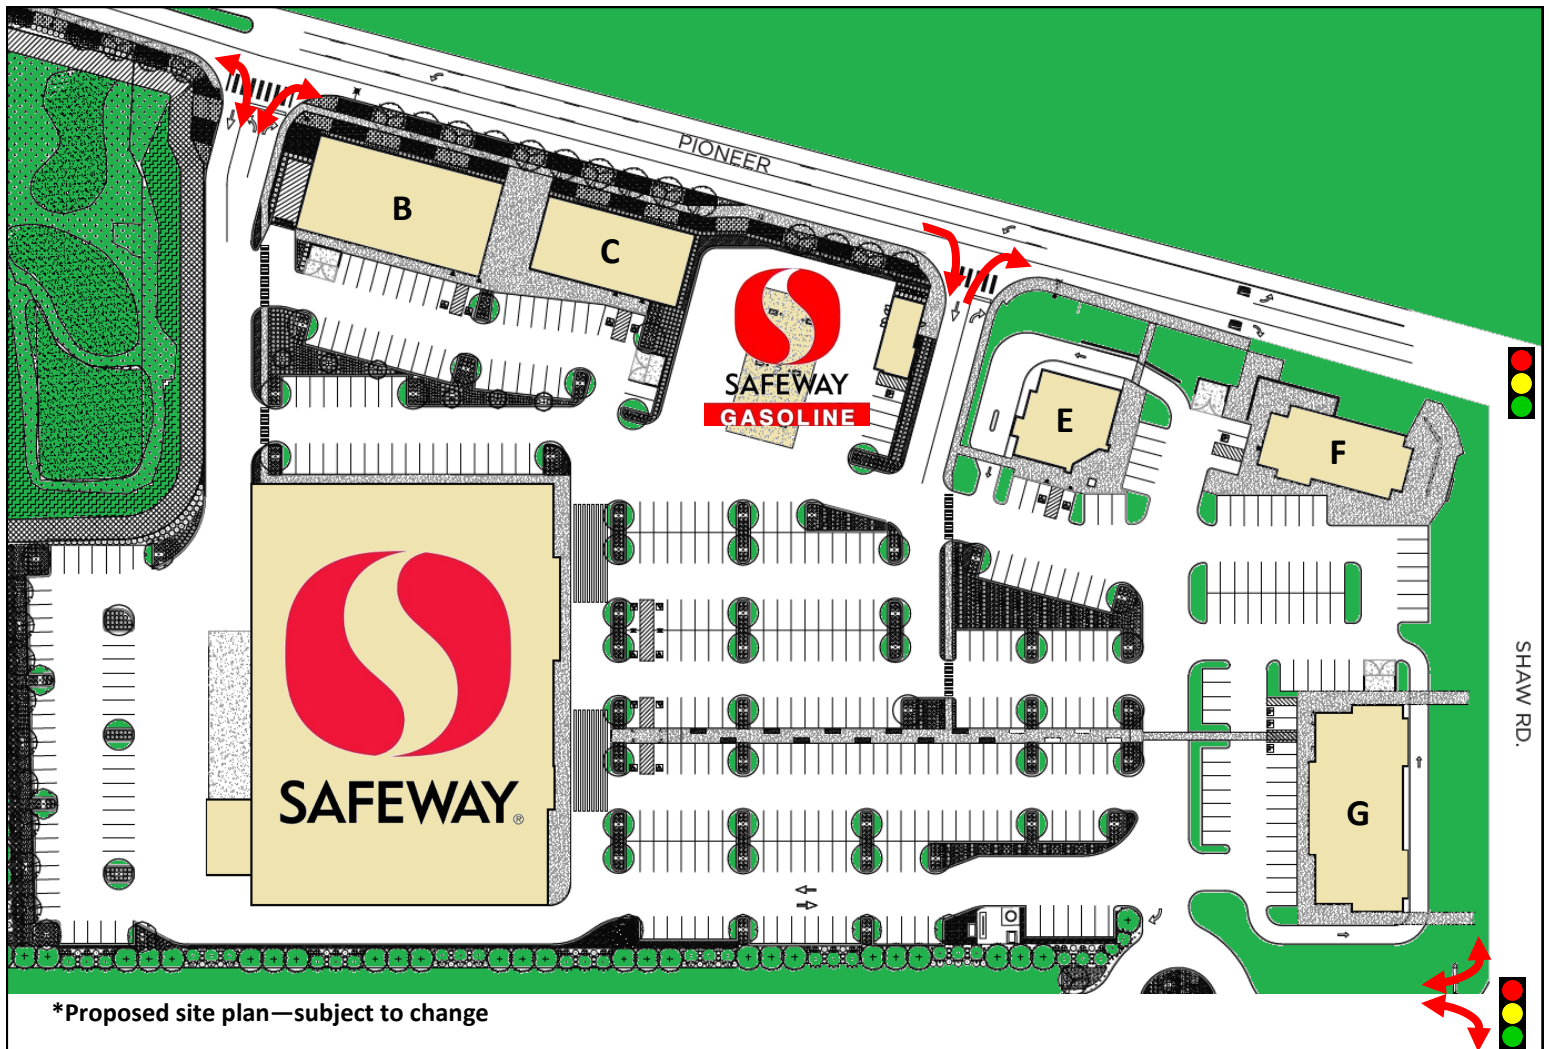 PIONEER
B
C
SAFEWAY
GASOLINE
E
F
SHAW RD.
SAFEWAY®
G
*Proposed site plan—subject to change